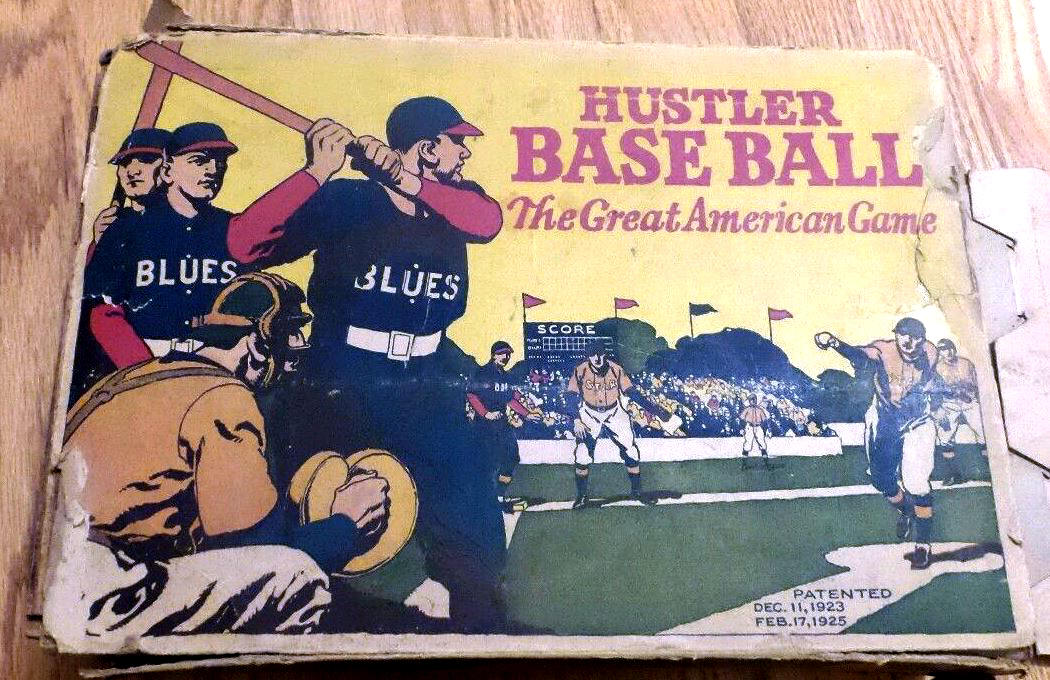 HUSTLER
BASE BALL
The Great American Game
BLUES
BLUES
SCORE
PATENTED
DEC. 11, 1923
FEB. 17, 1925